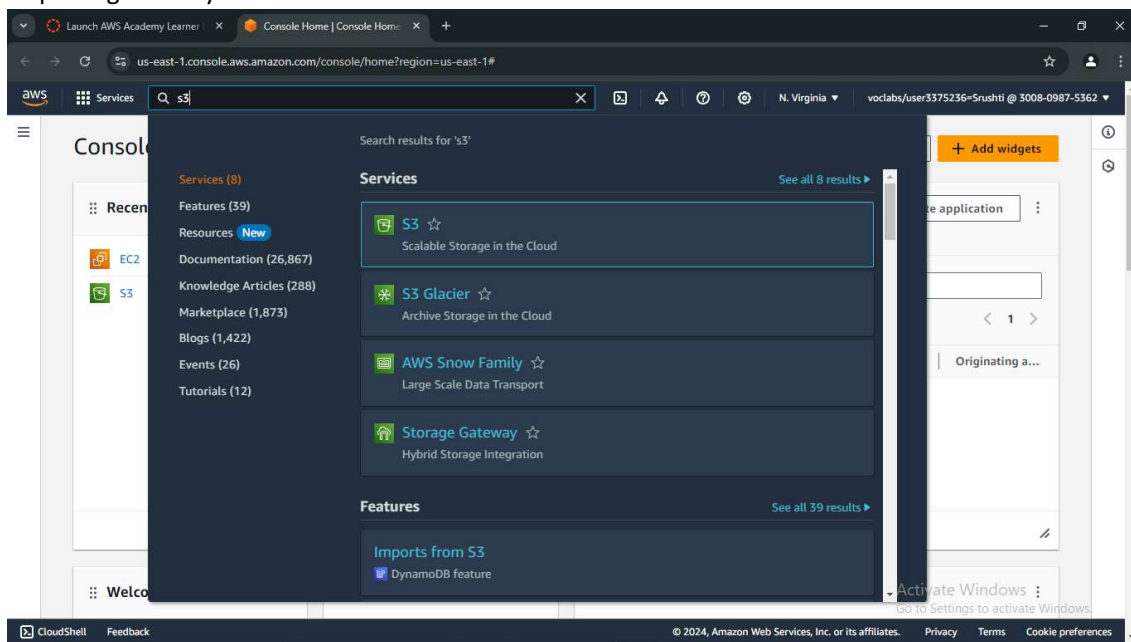 Launch AWS Academy Learner
Console Home | Console Home
us-east-1.console.aws.amazon.com/console/home?region=us-east-1#
aws
Services
s3
N. Virginia
voclabs/user3375236=Srushti @ 3008-0987-5362
Consol
Search results for 's3'
+ Add widgets
Services (8)
Features (39)
Resources New
Documentation (26,867)
Knowledge Articles (288)
Marketplace (1,873)
Blogs (1,422)
Events (26)
Tutorials (12)
Services
See all 8 results
S3
Scalable Storage in the Cloud
S3 Glacier
Archive Storage in the Cloud
AWS Snow Family
Large Scale Data Transport
Storage Gateway
Hybrid Storage Integration
Features
See all 39 results
Imports from S3
DynamoDB feature
Recen
EC2
S3
te application
1
Originating a...
Welco
Activate Windows
Go to Settings to activate Windows.
CloudShell
Feedback
© 2024, Amazon Web Services, Inc. or its affiliates.
Privacy
Terms
Cookie preferences